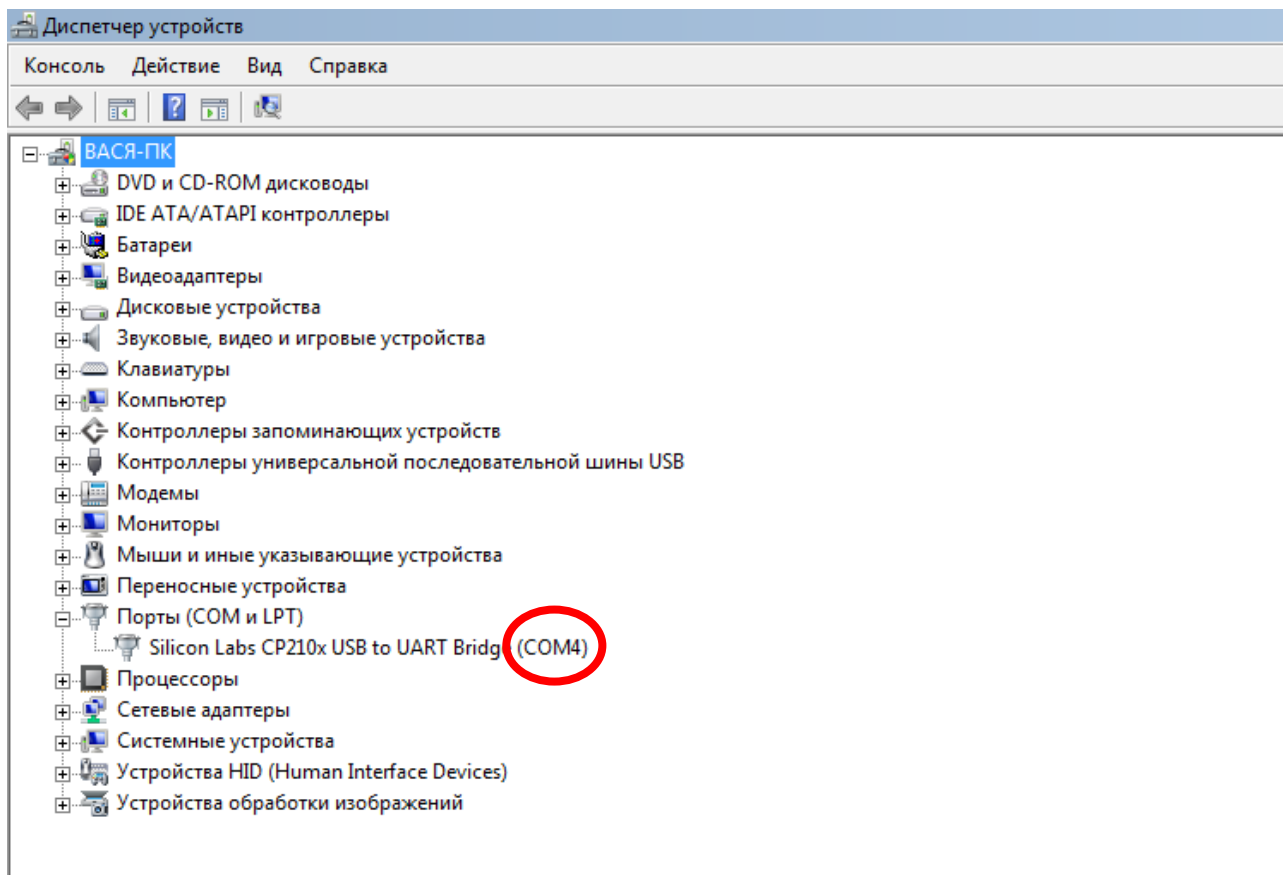 Диспетчер устройств
Консоль Действие Вид Справка
ВАСЯ-ПК
DVD и CD-ROM дисководы
IDE ATA/ATAPI контроллеры
Батареи
Видеоадаптеры
Дисковые устройства
Звуковые, видео и игровые устройства
Клавиатуры
Компьютер
Контроллеры запоминающих устройств
Контроллеры универсальной последовательной шины USB
Модемы
Мониторы
Мыши и иные указывающие устройства
Переносные устройства
Порты (COM и LPT)
Silicon Labs CP210x USB to UART Bridge (COM4)
Процессоры
Сетевые адаптеры
Системные устройства
Устройства HID (Human Interface Devices)
Устройства обработки изображений